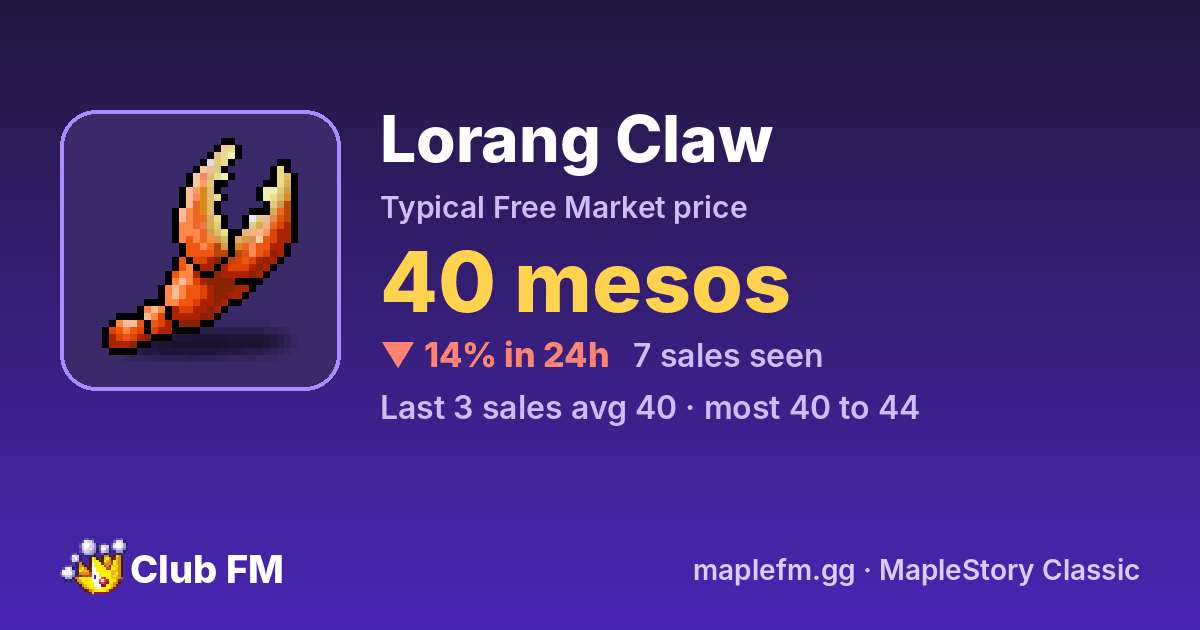 Lorang Claw
Typical Free Market price
40 mesos
▼ 14% in 24h 7 sales seen
Last 3 sales avg 40 · most 40 to 44
Club FM
maplefm.gg · MapleStory Classic